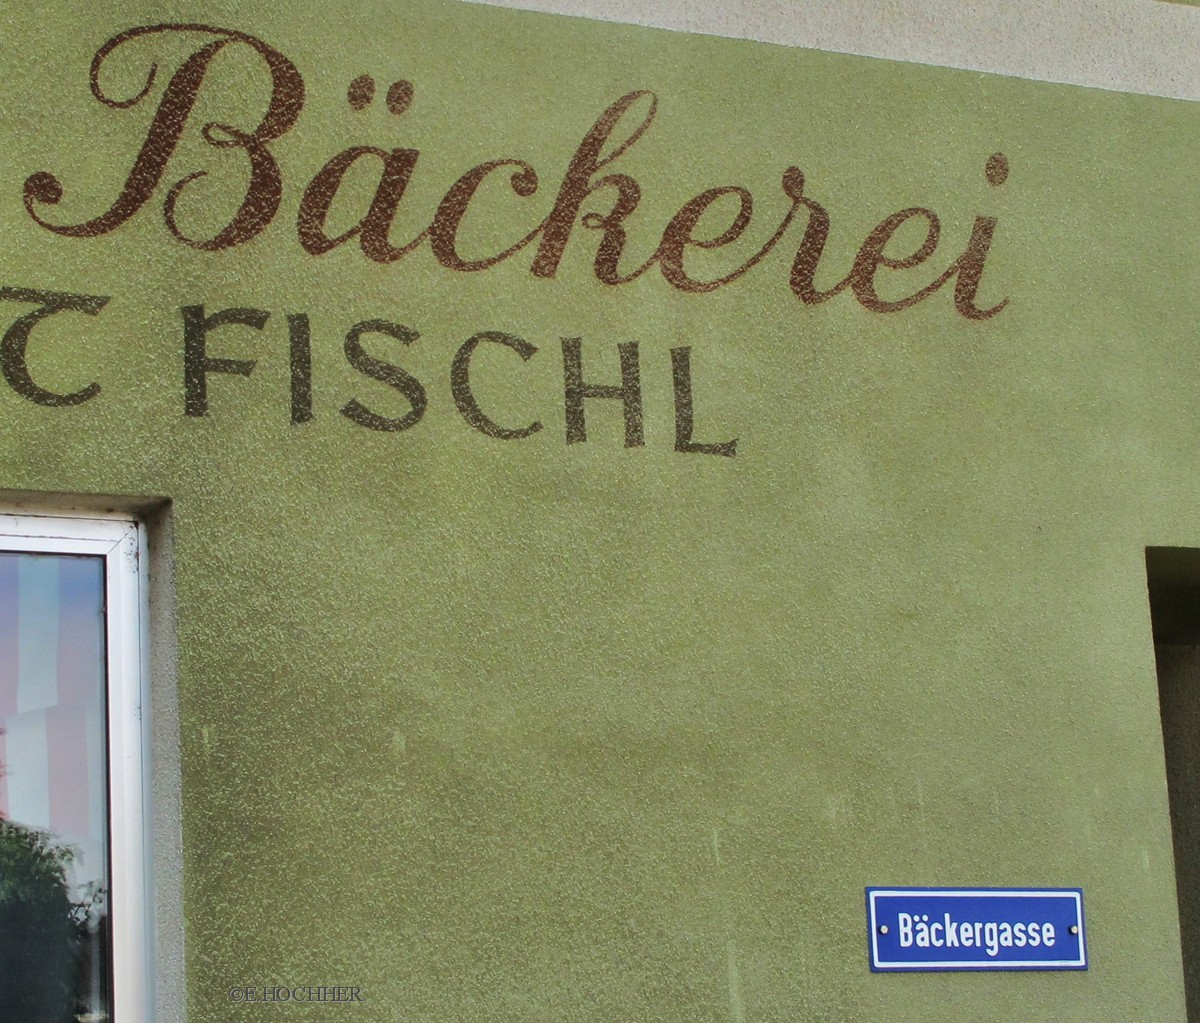 Bäckerei
T FISCHL
Bäckergasse
©E.HOCHHER